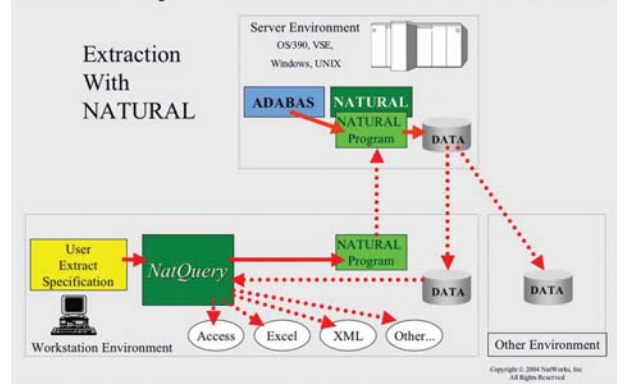 Server Environment
OS/390, VSE,
Windows, UNIX
Extraction
With
NATURAL
ADABAS
NATURAL
NATURAL
Program
DATA
User
Extract
Specification
NatQuery
NATURAL
Program
DATA
DATA
Access
Excel
XML
Other...
Workstation Environment
Other Environment
Copyright © 2004 NatWorks, Inc
All Rights Reserved